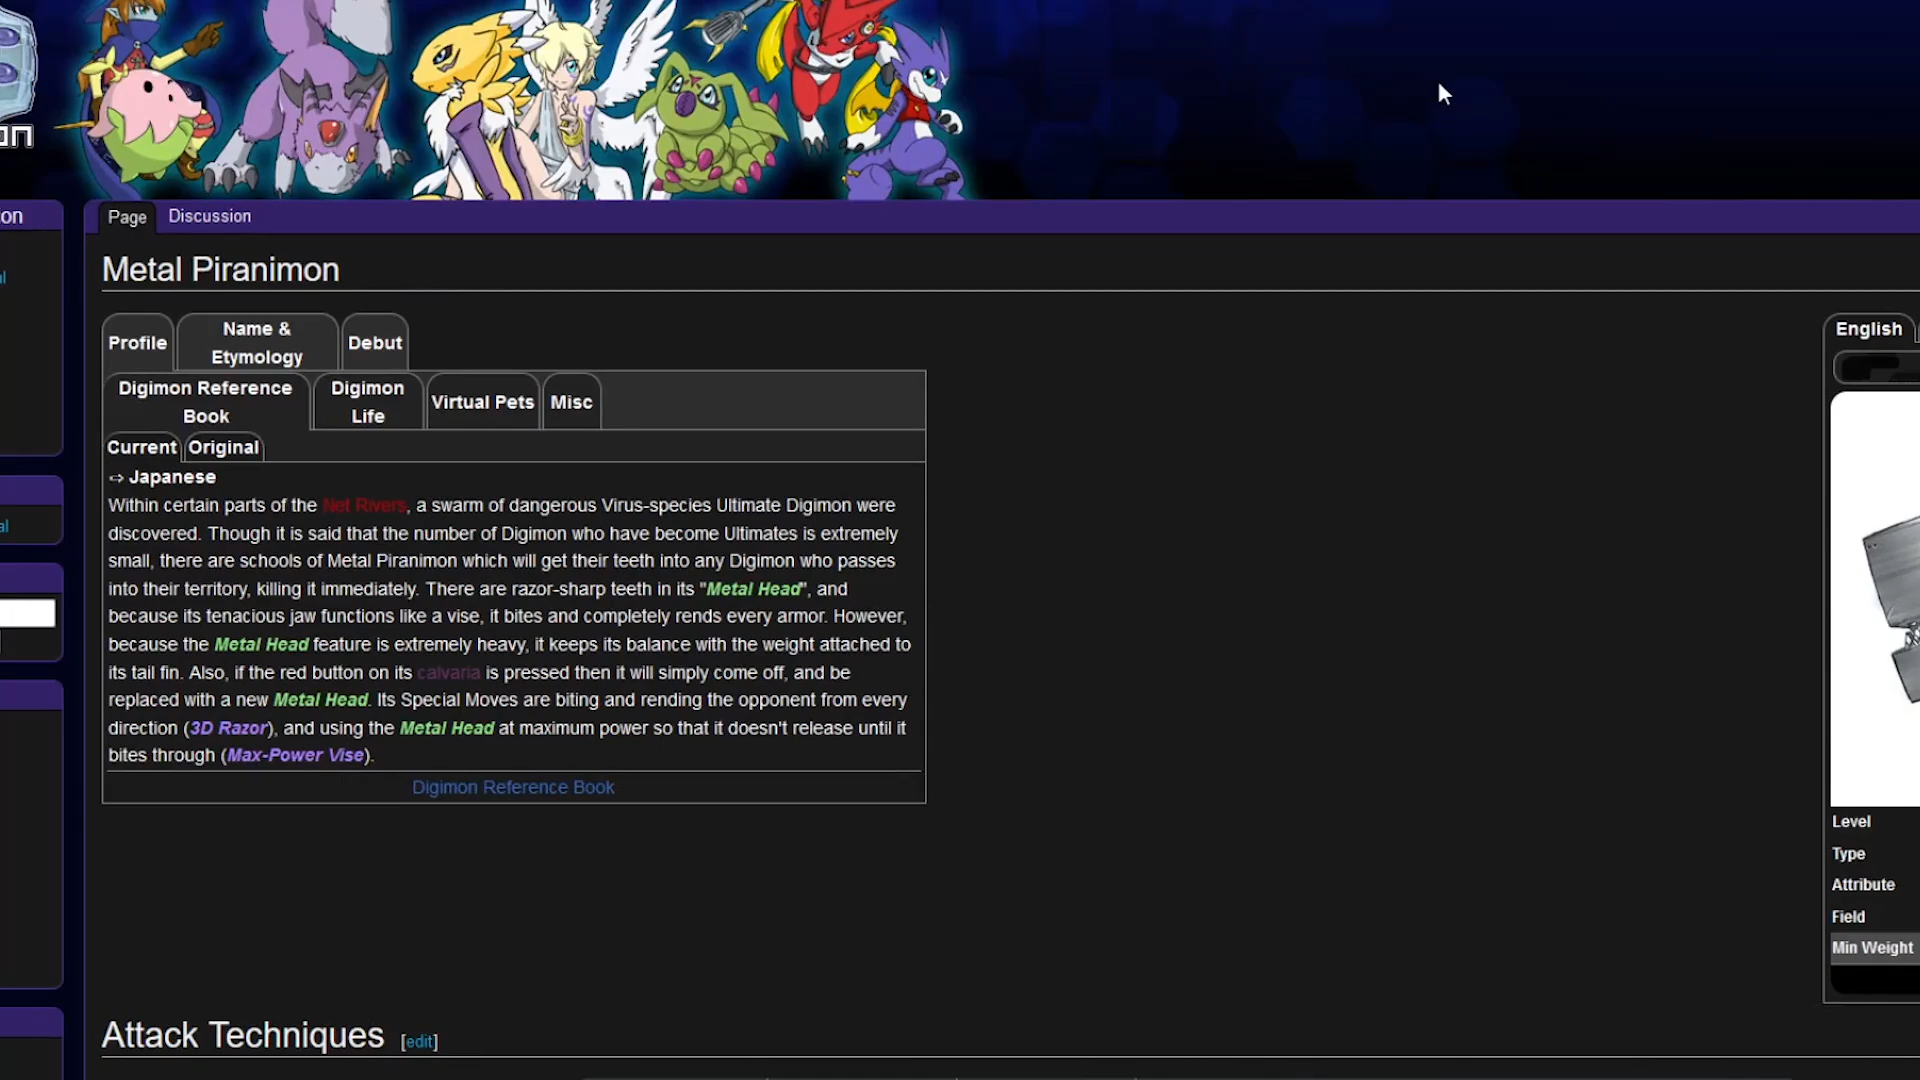 on
Page Discussion
on
al
Metal Piranimon
Profile Name & Etymology Debut
English
Digimon Reference Book Digimon Life Virtual Pets Misc
Current Original
⇨ Japanese
Within certain parts of the Net Rivers, a swarm of dangerous Virus-species Ultimate Digimon were
discovered. Though it is said that the number of Digimon who have become Ultimates is extremely
small, there are schools of Metal Piranimon which will get their teeth into any Digimon who passes
into their territory, killing it immediately. There are razor-sharp teeth in its "Metal Head", and
because its tenacious jaw functions like a vise, it bites and completely rends every armor. However,
because the Metal Head feature is extremely heavy, it keeps its balance with the weight attached to
its tail fin. Also, if the red button on its calvaria is pressed then it will simply come off, and be
replaced with a new Metal Head. Its Special Moves are biting and rending the opponent from every
direction (3D Razor), and using the Metal Head at maximum power so that it doesn't release until it
bites through (Max-Power Vise).
Digimon Reference Book
al
Level
Type
Attribute
Field
Min Weight
Attack Techniques [edit]